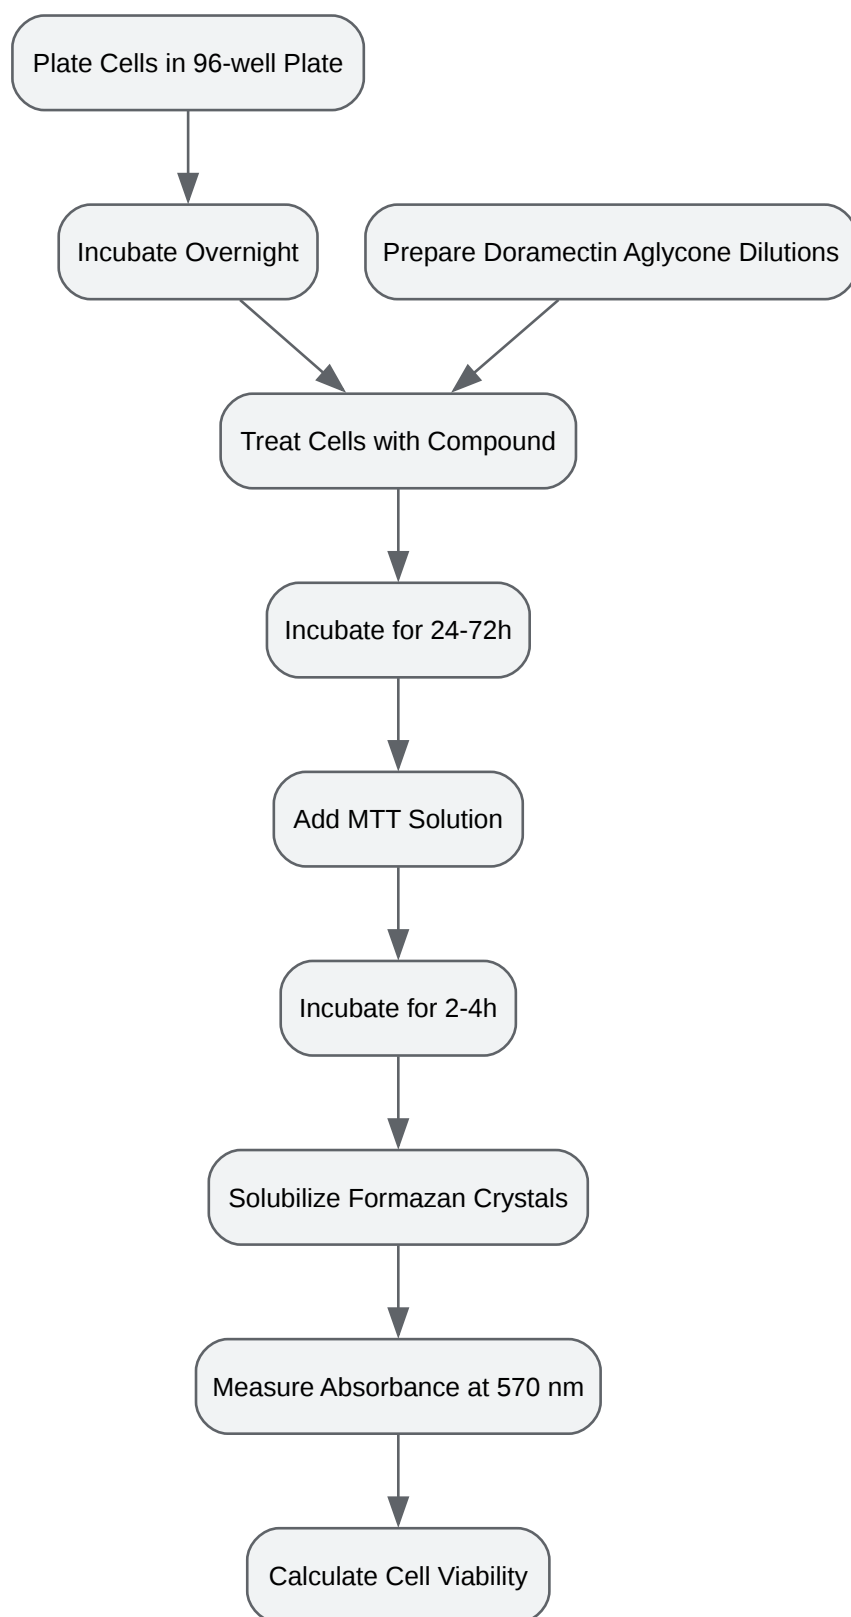 Plate Cells in 96-well Plate
Incubate Overnight
Prepare Doramectin Aglycone Dilutions
Treat Cells with Compound
Incubate for 24-72h
Add MTT Solution
Incubate for 2-4h
Solubilize Formazan Crystals
Measure Absorbance at 570 nm
Calculate Cell Viability